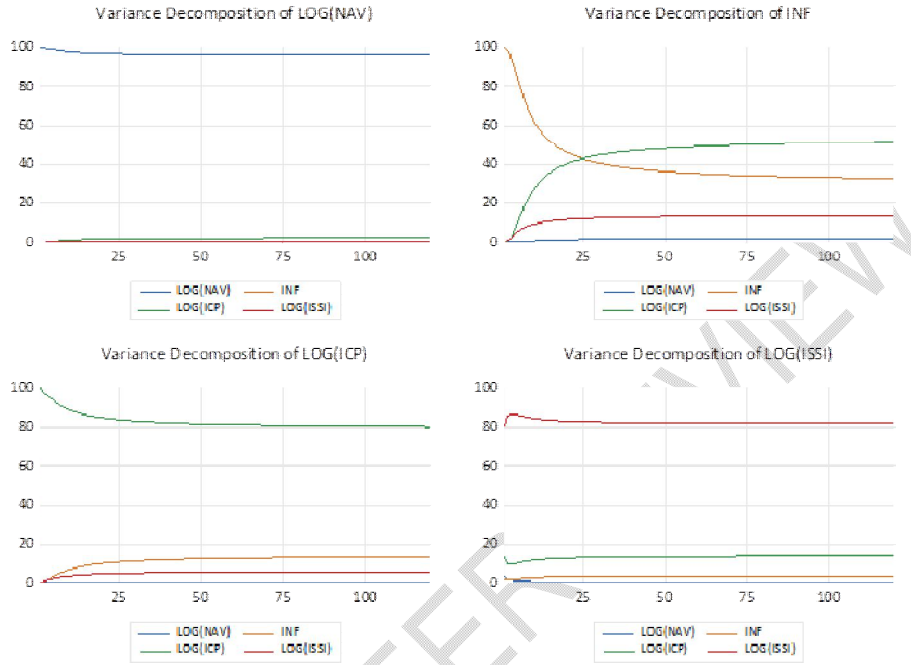 Variance Decomposition of LOG(NAV)
100
80
60
40
20
0
25 50 75 100
LOG(NAV) INF
LOG(ICP) LOG(ISSI)
Variance Decomposition of INF
100
80
60
40
20
0
25 50 75 100
LOG(NAV) INF
LOG(ICP) LOG(ISSI)
Variance Decomposition of LOG(ICP)
100
80
60
40
20
0
25 50 75 100
LOG(NAV) INF
LOG(ICP) LOG(ISSI)
Variance Decomposition of LOG(ISSI)
100
80
60
40
20
0
25 50 75 100
LOG(NAV) INF
LOG(ICP) LOG(ISSI)